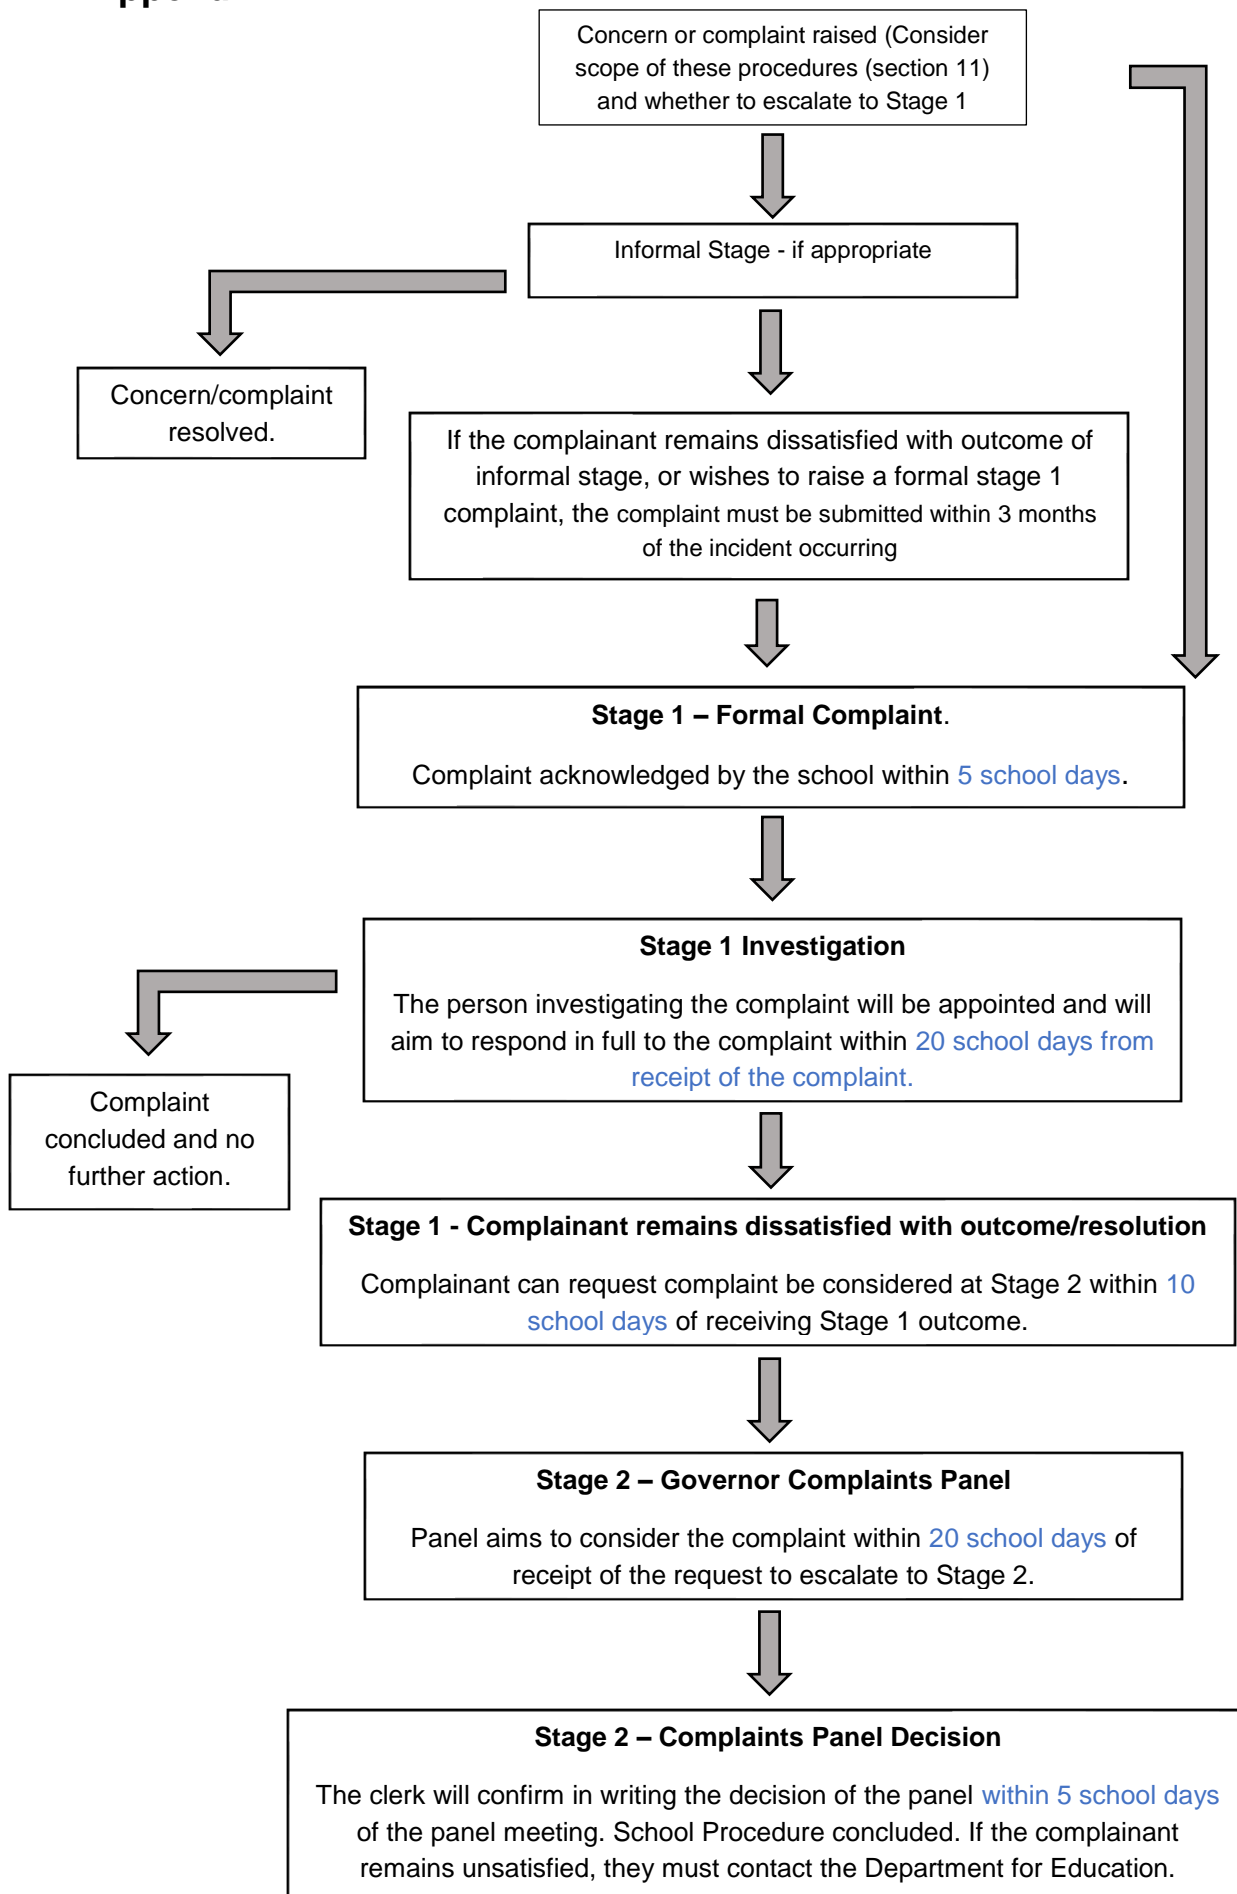 Concern or complaint raised (Consider
scope of these procedures (section 11)
and whether to escalate to Stage 1
Informal Stage - if appropriate
Concern/complaint
resolved.
If the complainant remains dissatisfied with outcome of
informal stage, or wishes to raise a formal stage 1
complaint, the complaint must be submitted within 3 months
of the incident occurring
Stage 1 – Formal Complaint.
Complaint acknowledged by the school within 5 school days.
Stage 1 Investigation
The person investigating the complaint will be appointed and will
aim to respond in full to the complaint within 20 school days from
receipt of the complaint.
Complaint
concluded and no
further action.
Stage 1 - Complainant remains dissatisfied with outcome/resolution
Complainant can request complaint be considered at Stage 2 within 10
school days of receiving Stage 1 outcome.
Stage 2 – Governor Complaints Panel
Panel aims to consider the complaint within 20 school days of
receipt of the request to escalate to Stage 2.
Stage 2 – Complaints Panel Decision
The clerk will confirm in writing the decision of the panel within 5 school days
of the panel meeting. School Procedure concluded. If the complainant
remains unsatisfied, they must contact the Department for Education.